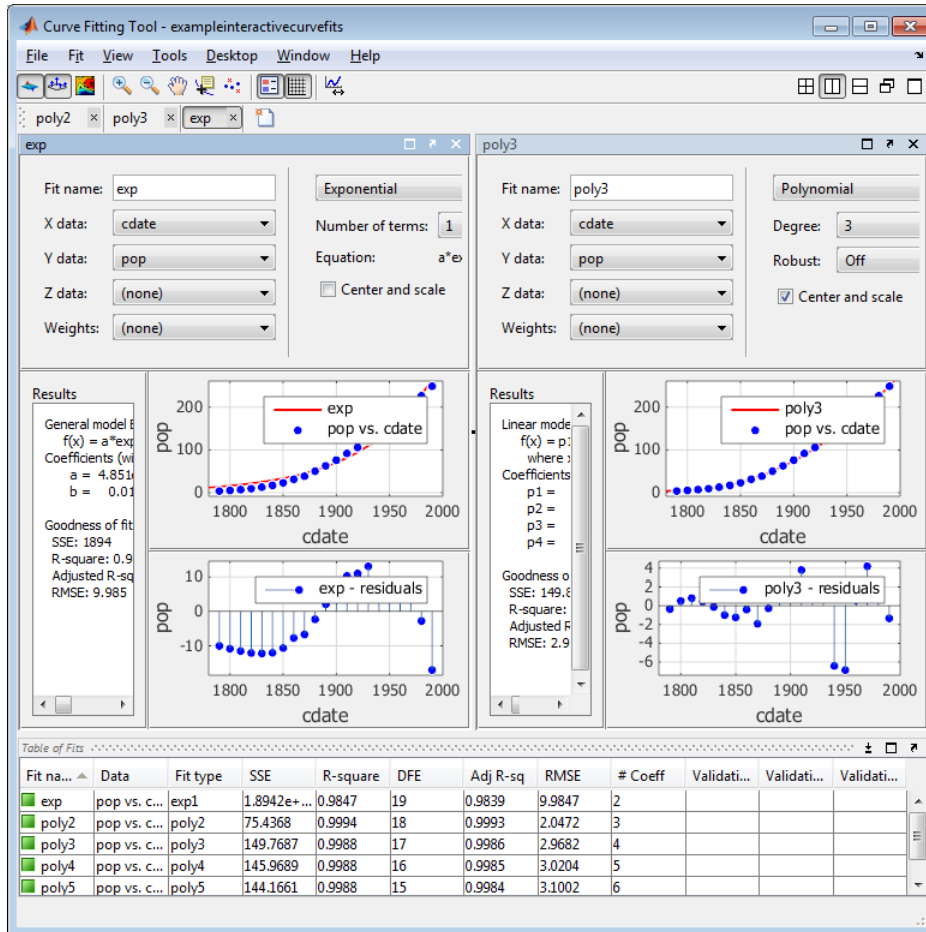 Curve Fitting Tool - exampleinteractivecurvefits
File Fit View Tools Desktop Window Help
poly2 poly3 exp
exp
Fit name: exp
X data: cdate
Y data: pop
Z data: (none)
Weights: (none)
Exponential
Number of terms: 1
Equation: a*e
Center and scale
Results
General model E
f(x) = a*exp
Coefficients (wi
a = 4.851
b = 0.01
Goodness of fit
SSE: 1894
R-square: 0.9
Adjusted R-sq
RMSE: 9.985
200
100
0
pop
exp
pop vs. cdate
1800 1850 1900 1950 2000
cdate
10
0
-10
pop
exp - residuals
1800 1850 1900 1950 2000
cdate
poly3
Fit name: poly3
X data: cdate
Y data: pop
Z data: (none)
Weights: (none)
Polynomial
Degree: 3
Robust: Off
Center and scale
Results
Linear mode
f(x) = p1
where
Coefficients
p1 =
p2 =
p3 =
p4 =
Goodness o
SSE: 149.8
R-square:
Adjusted R
RMSE: 2.9
200
100
0
pop
poly3
pop vs. cdate
1800 1850 1900 1950 2000
cdate
4
2
0
-2
-4
-6
pop
poly3 - residuals
1800 1850 1900 1950 2000
cdate
Table of Fits
Fit na... Data Fit type SSE R-square DFE Adj R-sq RMSE # Coeff Validati... Validati... Validati...
exp pop vs. c... exp1 1.8942e+... 0.9847 19 0.9839 9.9847 2
poly2 pop vs. c... poly2 75.4368 0.9994 18 0.9993 2.0472 3
poly3 pop vs. c... poly3 149.7687 0.9988 17 0.9986 2.9682 4
poly4 pop vs. c... poly4 145.9689 0.9988 16 0.9985 3.0204 5
poly5 pop vs. c... poly5 144.1661 0.9988 15 0.9984 3.1002 6